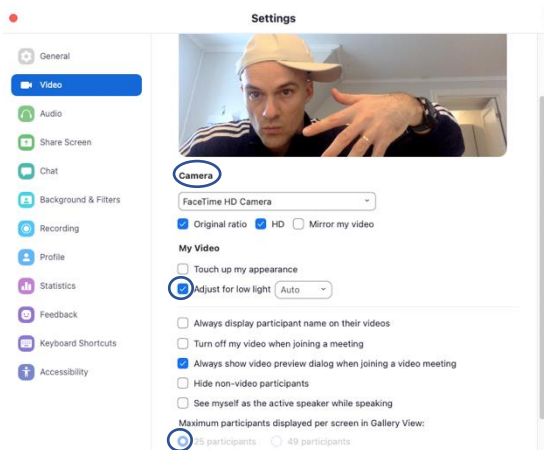 Settings
General
Video
Audio
Share Screen
Chat
Background & Filters
Recording
Profile
Statistics
Feedback
Keyboard Shortcuts
Accessibility
Camera
FaceTime HD Camera
Original ratio HD Mirror my video
My Video
Touch up my appearance
Adjust for low light Auto
Always display participant name on their videos
Turn off my video when joining a meeting
Always show video preview dialog when joining a video meeting
Hide non-video participants
See myself as the active speaker while speaking
Maximum participants displayed per screen in Gallery View:
25 participants 49 participants